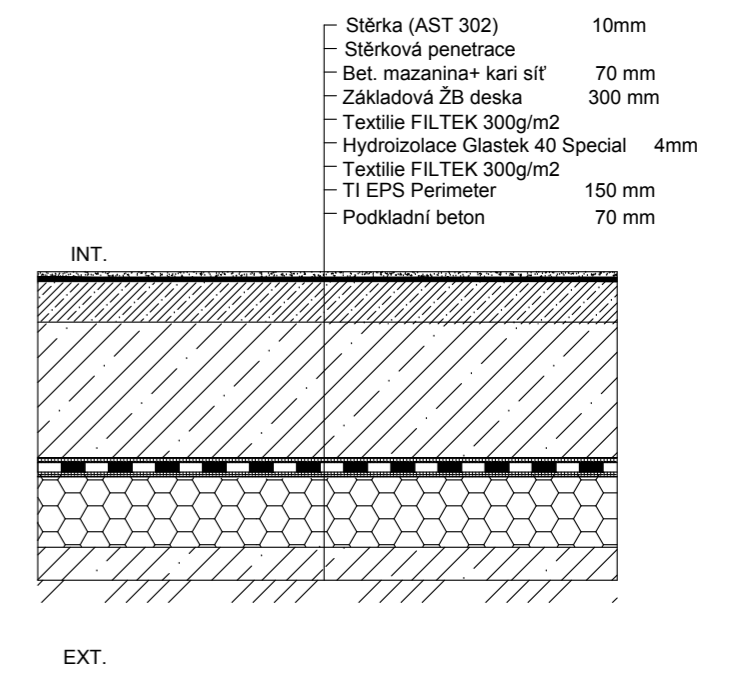 Stěrka (AST 302) 10mm
Stěrková penetrace
Bet. mazanina+ kari síť 70 mm
Základová ŽB deska 300 mm
Textilie FILTEK 300g/m2
Hydroizolace Glastek 40 Special 4mm
Textilie FILTEK 300g/m2
TI EPS Perimeter 150 mm
Podkladní beton 70 mm
INT.
EXT.